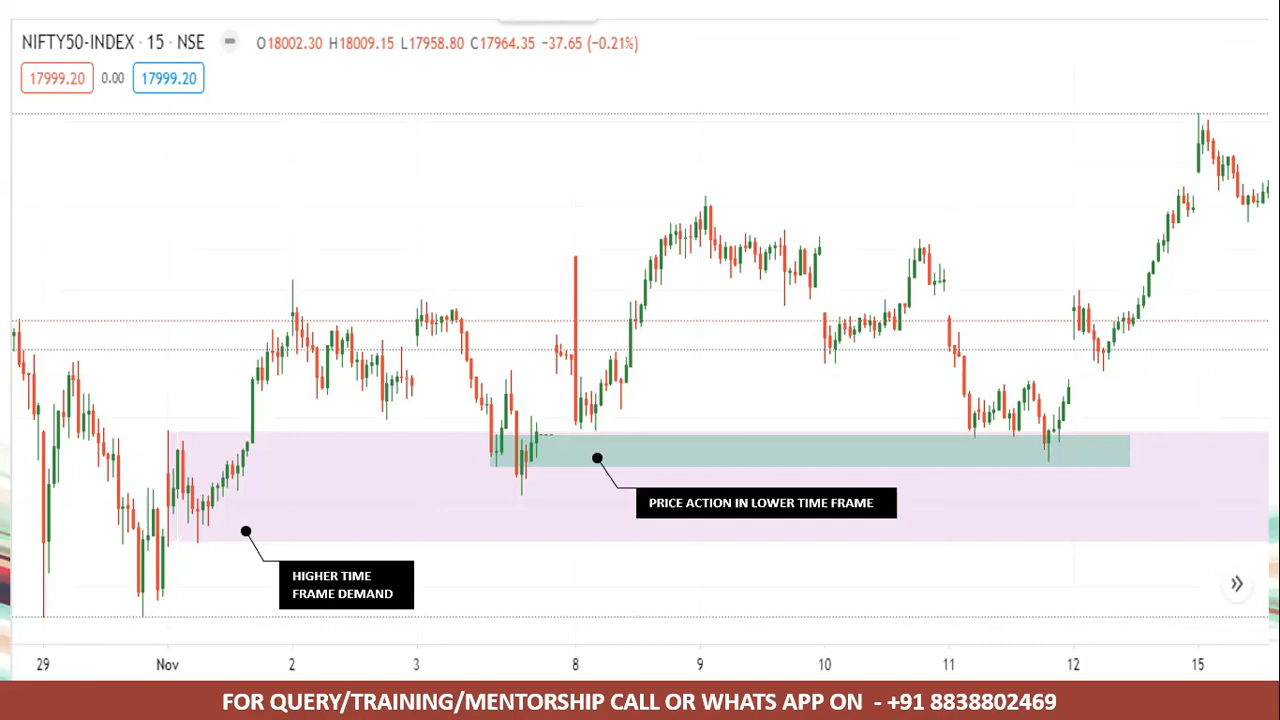 NIFTY50-INDEX · 15 · NSE O18002.30 H18009.15 L17958.80 C17964.35 −37.65 (−0.21%)
17999.20 0.00 17999.20
PRICE ACTION IN LOWER TIME FRAME
HIGHER TIME
FRAME DEMAND
29 Nov 2 3 8 9 10 11 12 15
FOR QUERY/TRAINING/MENTORSHIP CALL OR WHATS APP ON - +91 8838802469